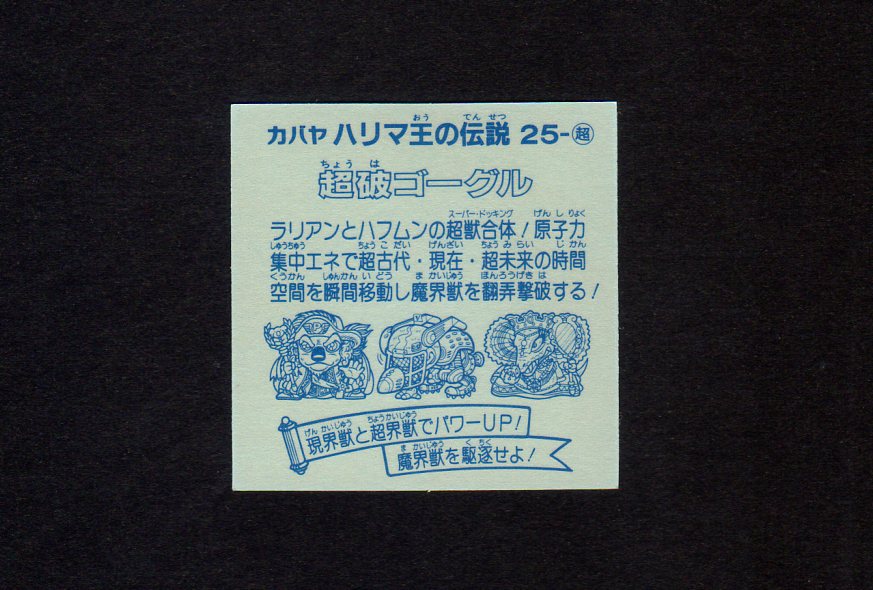 カバヤ ハリマ王の伝説 25-超
超破ゴーグル
ラリアンとハフムンの超獣合体！原子力
集中エネで超古代・現在・超未来の時間
空間を瞬間移動し魔界獣を翻弄撃破する！
現界獣と超界獣でパワーUP！
魔界獣を駆逐せよ！